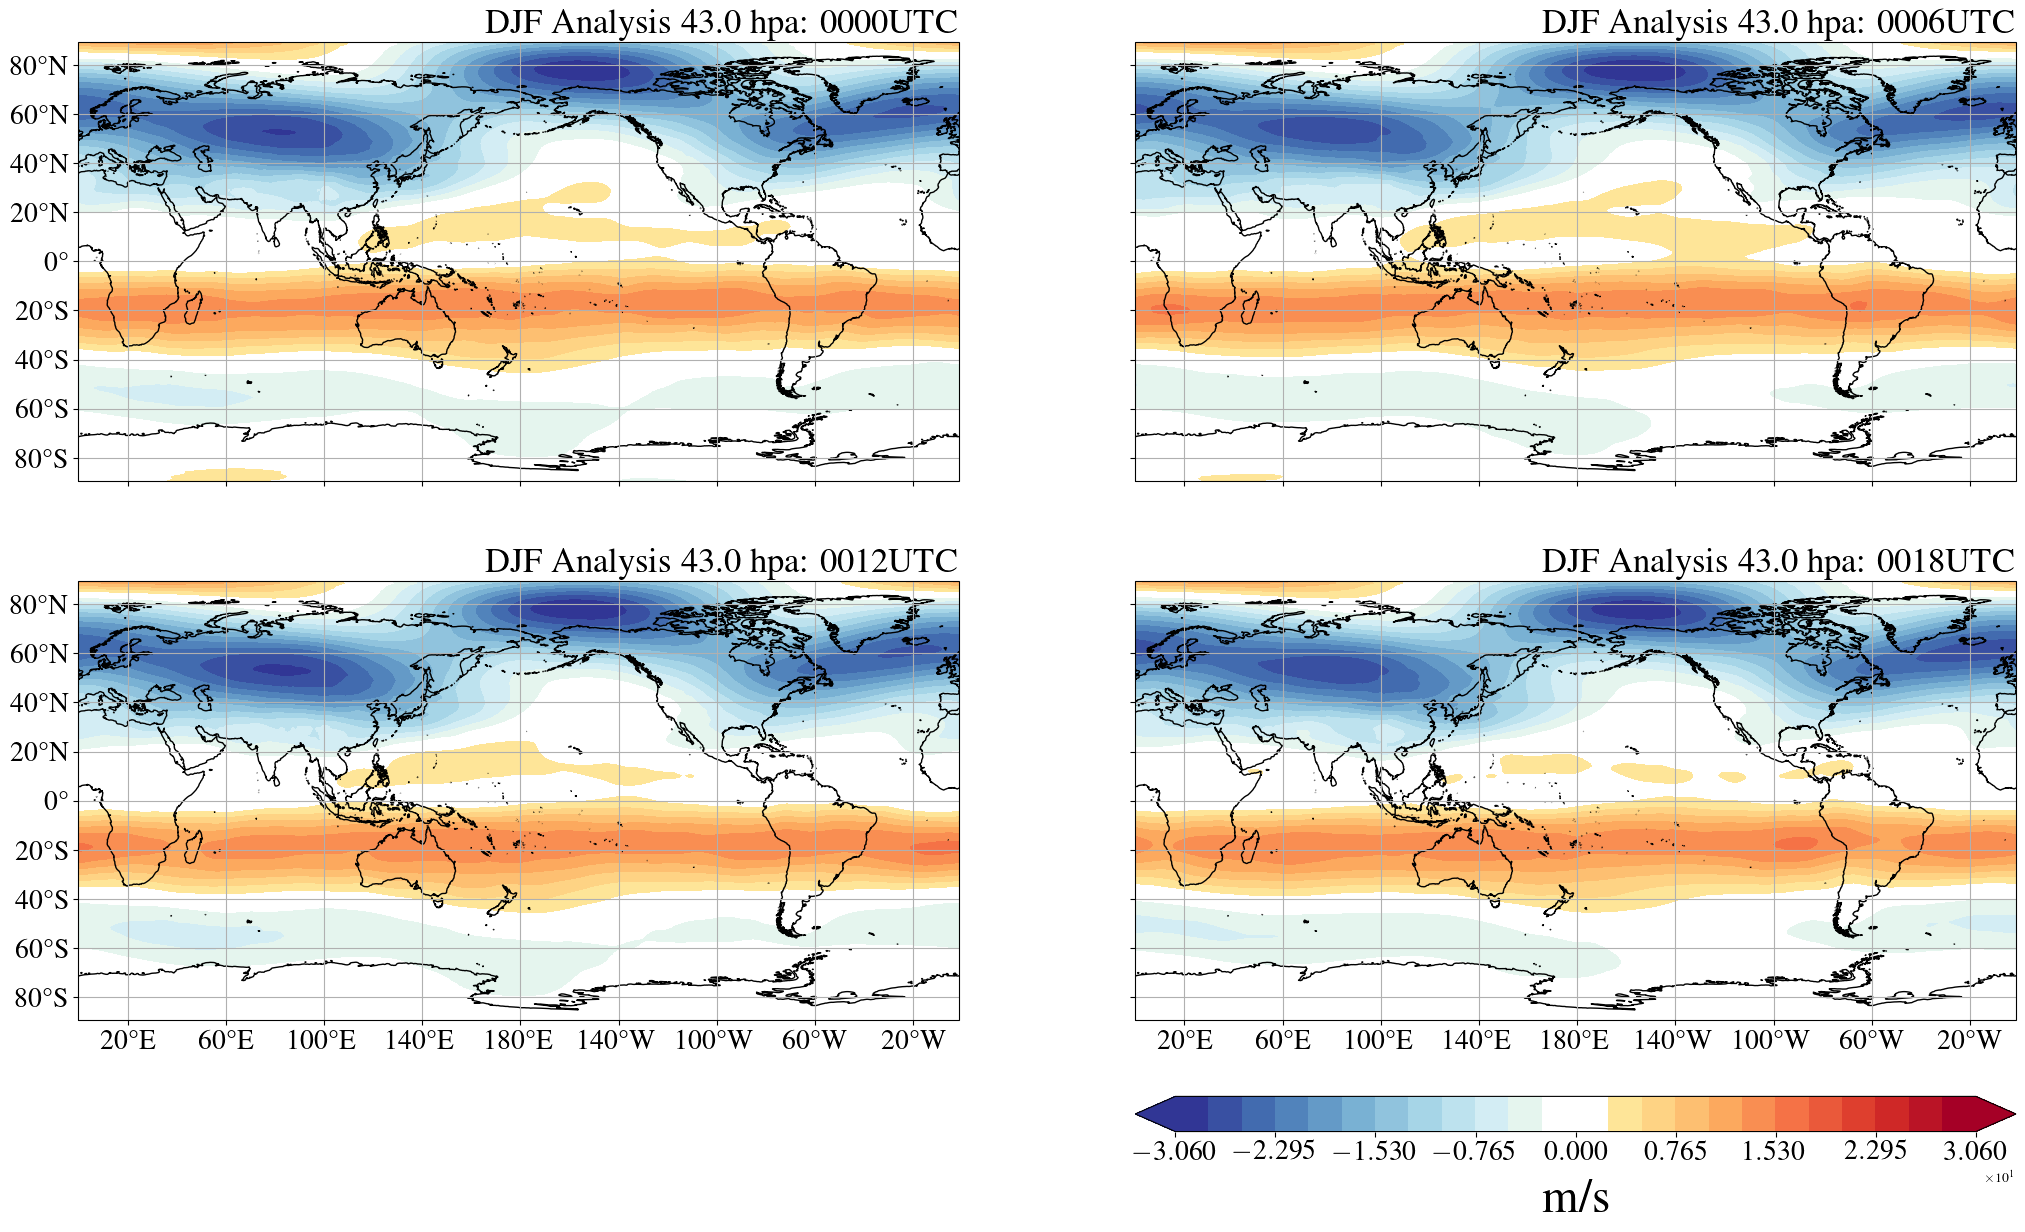 DJF Analysis 43.0 hpa: 0000UTC
DJF Analysis 43.0 hpa: 0006UTC
80°N
60°N
40°N
20°N
0°
20°S
40°S
60°S
80°S
DJF Analysis 43.0 hpa: 0012UTC
DJF Analysis 43.0 hpa: 0018UTC
80°N
60°N
40°N
20°N
0°
20°S
40°S
60°S
80°S
20°E 60°E 100°E 140°E 180°E 140°W 100°W 60°W 20°W
20°E 60°E 100°E 140°E 180°E 140°W 100°W 60°W 20°W
−3.060 −2.295 −1.530 −0.765 0.000 0.765 1.530 2.295 3.060
×10¹
m/s